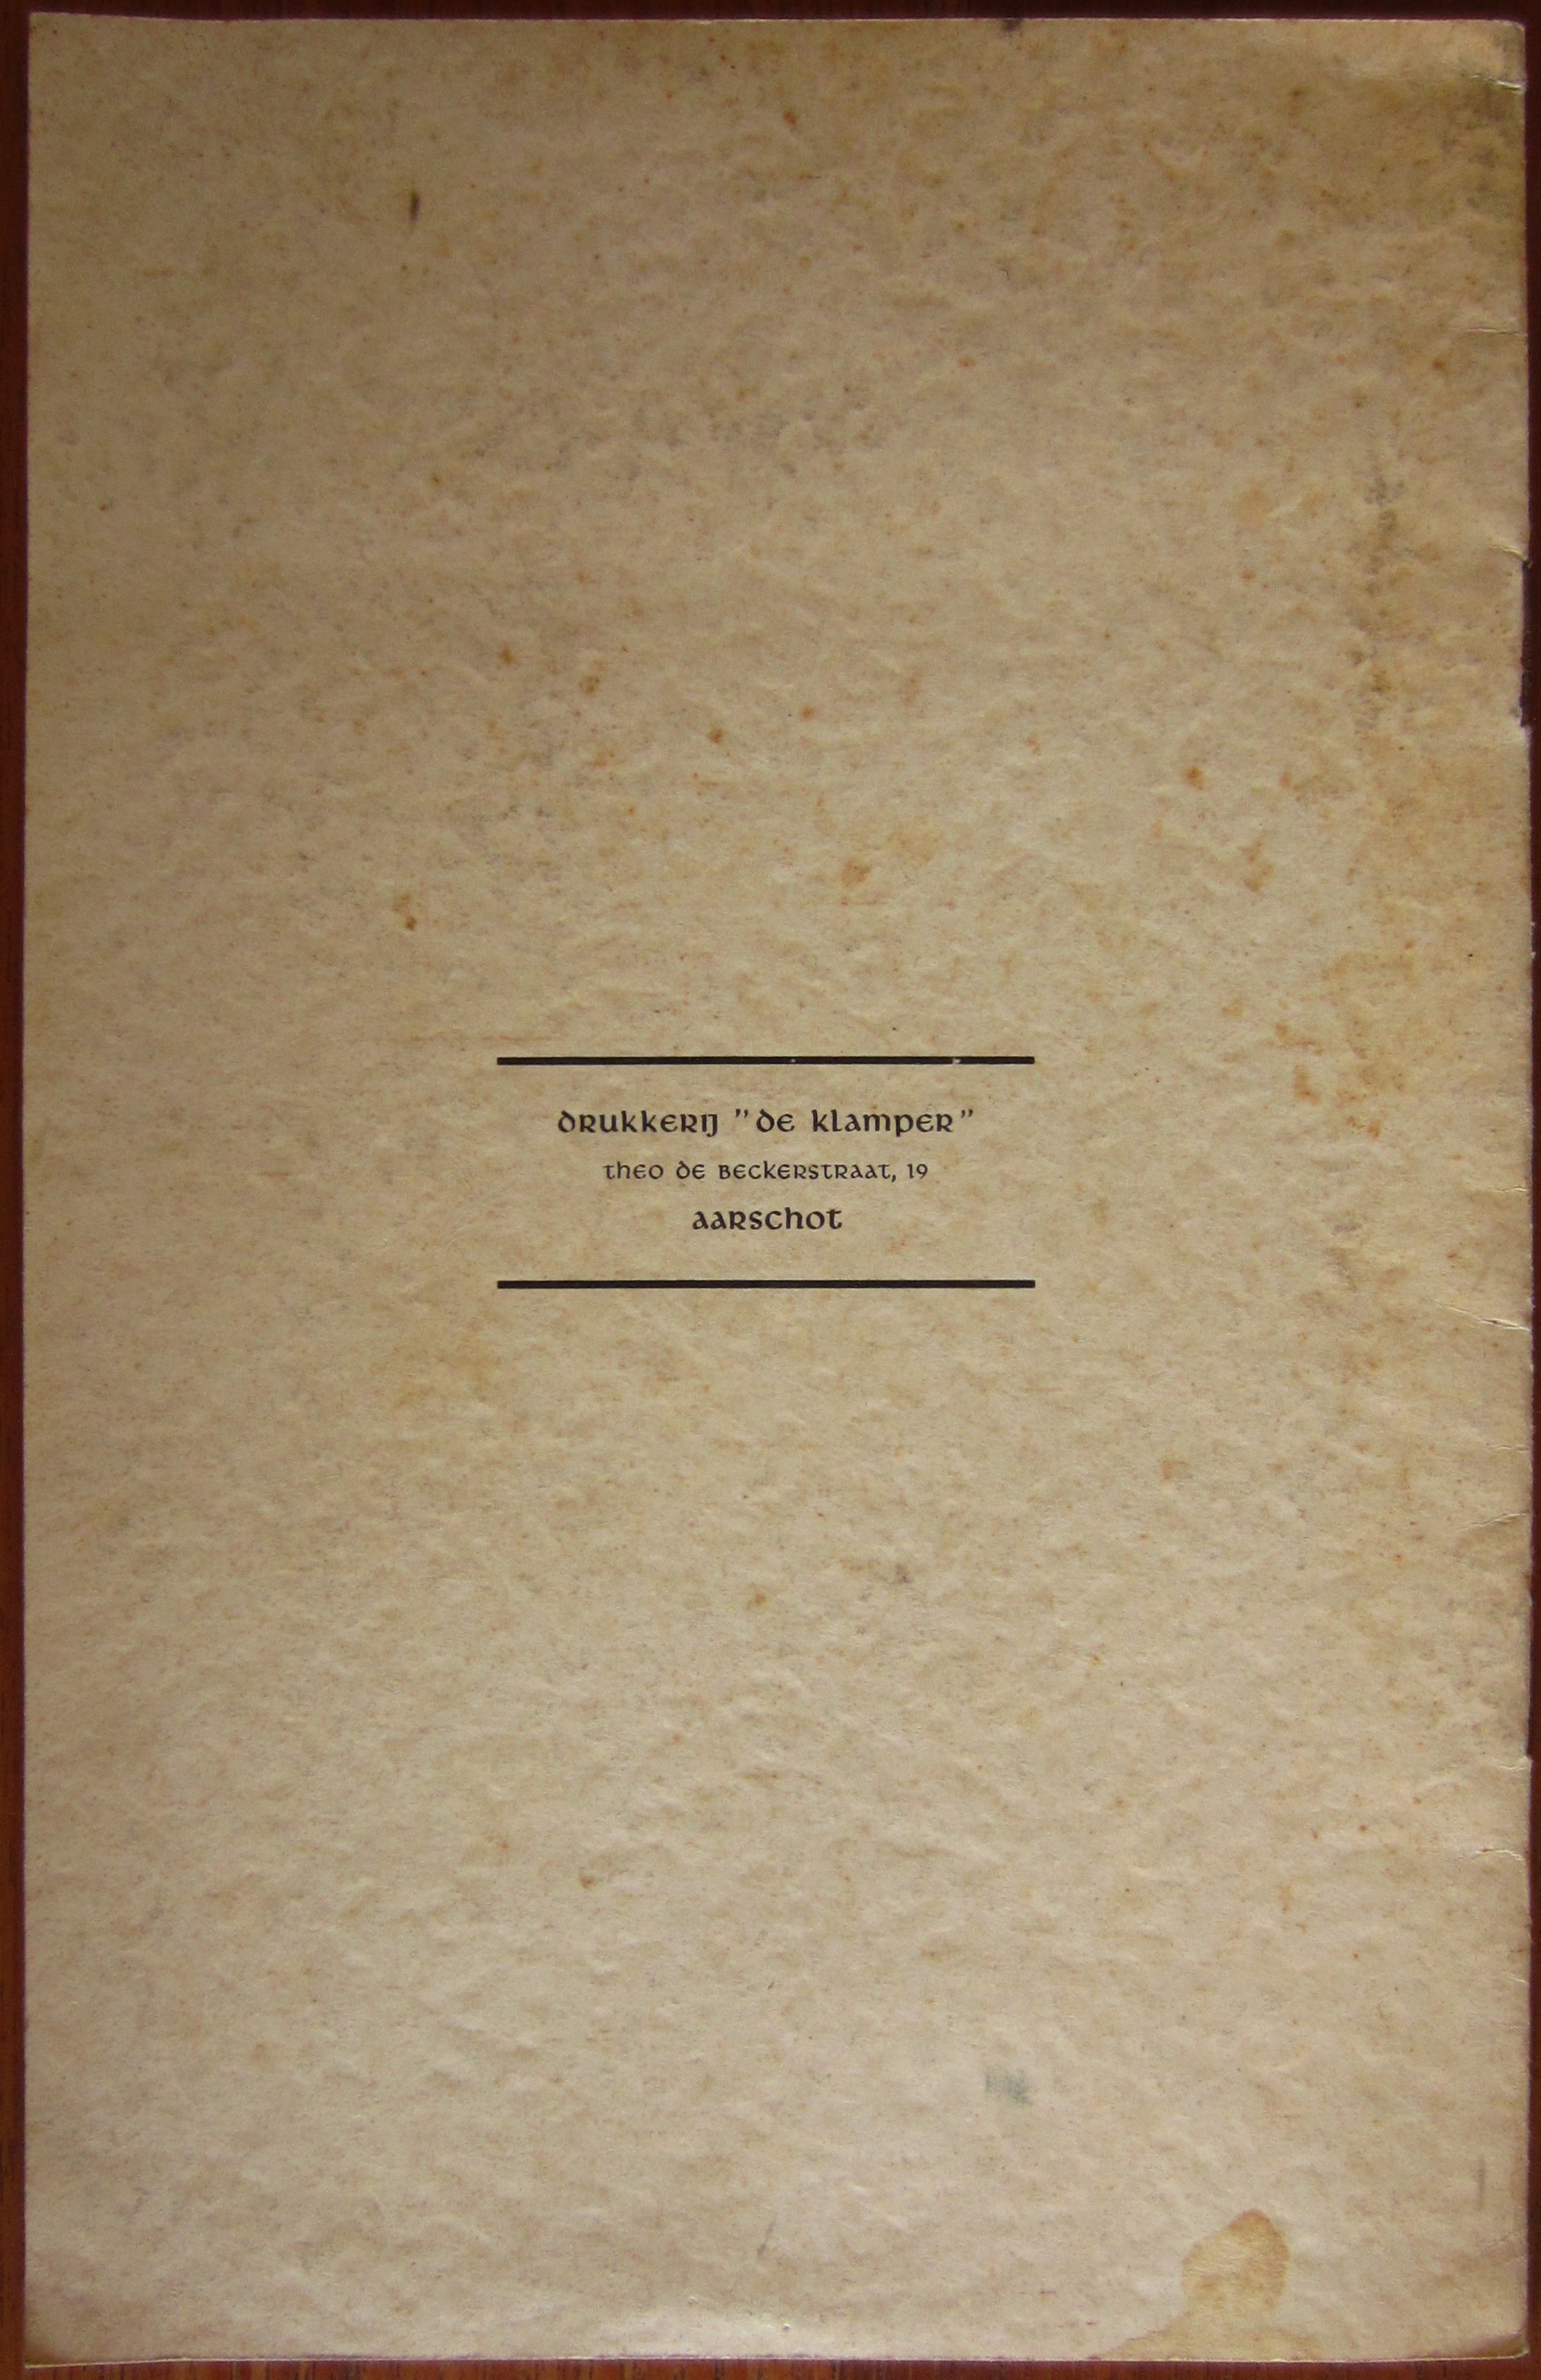 drukkerij "de klamper"
theo de beckerstraat, 19
aarschot